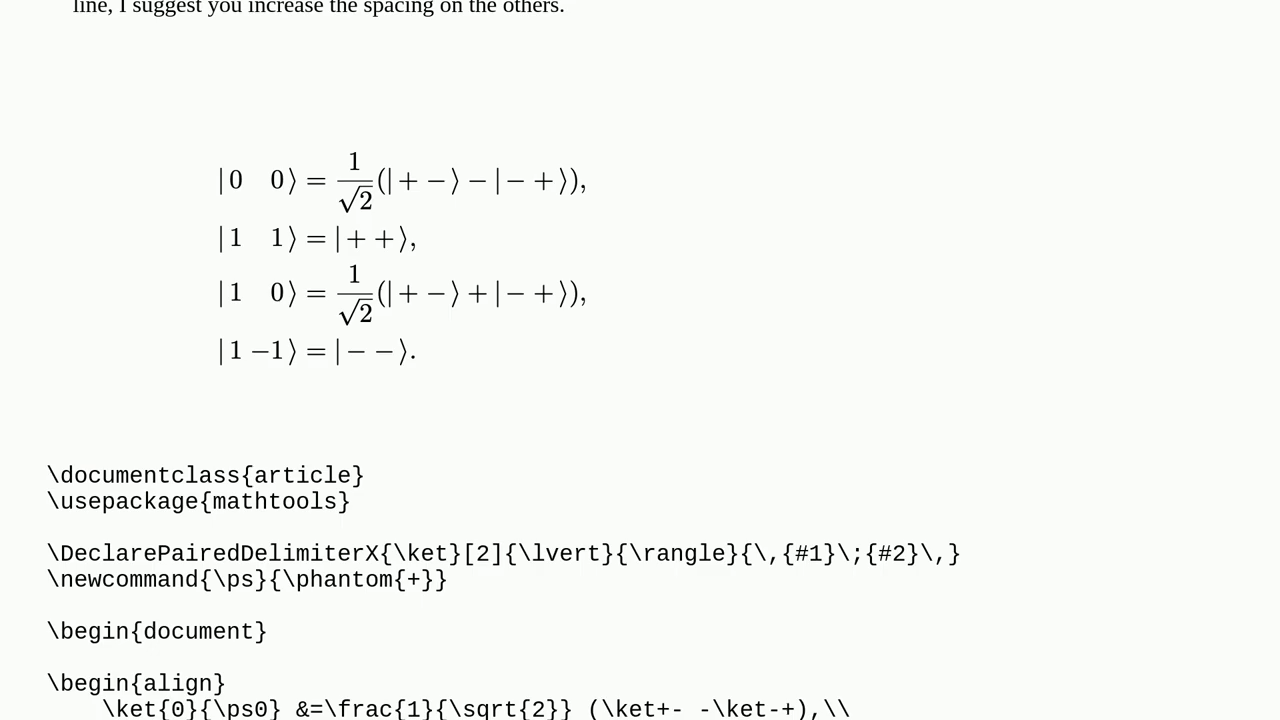 line, I suggest you increase the spacing on the others.
|0 0⟩ = 1/√2 (|+ −⟩ − |− +⟩),
|1 1⟩ = |+ +⟩,
|1 0⟩ = 1/√2 (|+ −⟩ + |− +⟩),
|1 −1⟩ = |− −⟩.
\documentclass{article}
\usepackage{mathtools}
\DeclarePairedDelimiterX{\ket}[2]{\lvert}{\rangle}{\,{#1}\;{#2}\,}
\newcommand{\ps}{\phantom{+}}
\begin{document}
\begin{align}
\ket{0}{\ps0} &=\frac{1}{\sqrt{2}} (\ket+- -\ket-+),\\